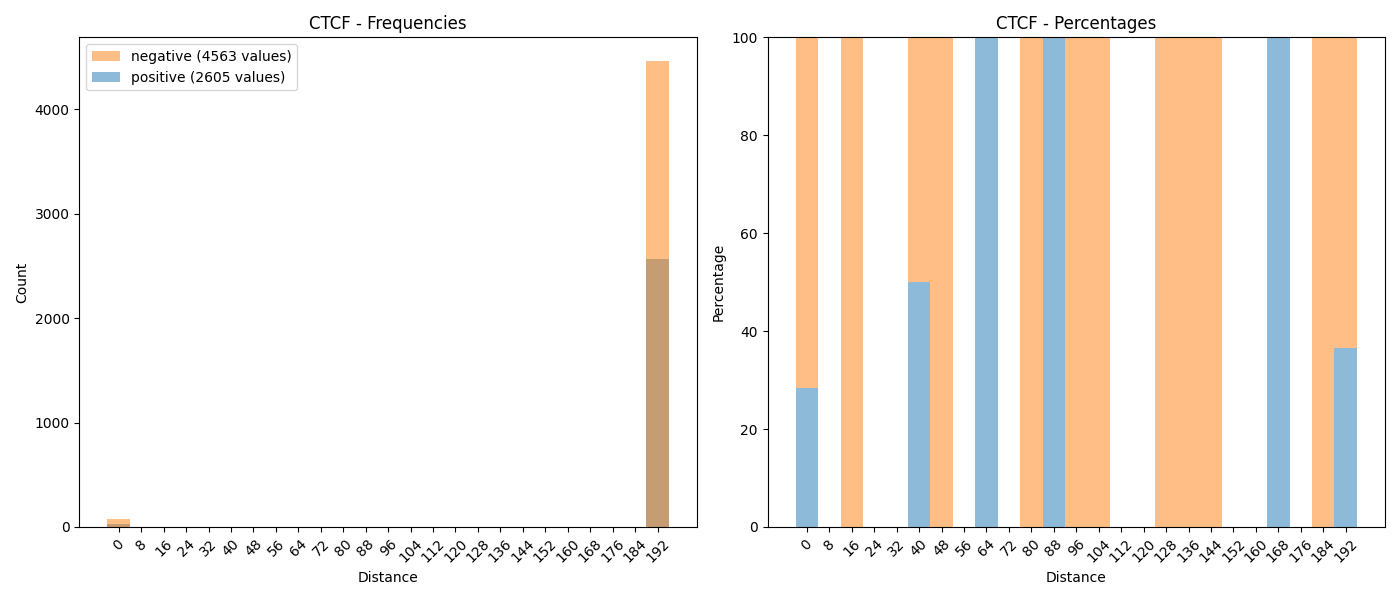 CTCF - Frequencies
negative (4563 values)
positive (2605 values)
4000
3000
2000
1000
0
Count
0 8 16 24 32 40 48 56 64 72 80 88 96 104 112 120 128 136 144 152 160 168 176 184 192
Distance
CTCF - Percentages
100
80
60
40
20
0
Percentage
0 8 16 24 32 40 48 56 64 72 80 88 96 104 112 120 128 136 144 152 160 168 176 184 192
Distance